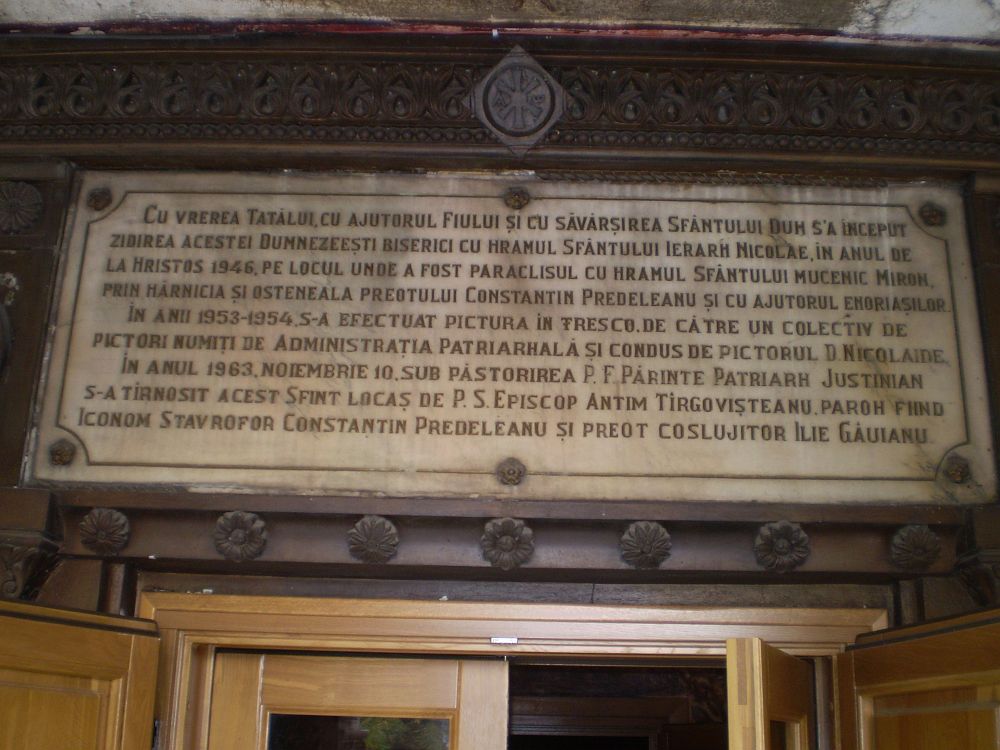 CU VREREA TATĂLUI, CU AJUTORUL FIULUI ȘI CU SĂVÂRȘIREA SFÂNTULUI DUH S'A ÎNCEPUT
ZIDIREA ACESTEI DUMNEZEEȘTI BISERICI CU HRAMUL SFÂNTULUI IERARH NICOLAE, ÎN ANUL DE
LA HRISTOS 1946, PE LOCUL UNDE A FOST PARACLISUL CU HRAMUL SFÂNTULUI MUCENIC MIRON,
PRIN HĂRNICIA ȘI OSTENEALA PREOTULUI CONSTANTIN PREDELEANU ȘI CU AJUTORUL ENORIAȘILOR.
ÎN ANII 1953-1954, S-A EFECTUAT PICTURA ÎN FRESCO, DE CĂTRE UN COLECTIV DE
PICTORI NUMIȚI DE ADMINISTRAȚIA PATRIARHALĂ ȘI CONDUS DE PICTORUL D. NICOLAIDE.
ÎN ANUL 1963, NOIEMBRIE 10, SUB PĂSTORIREA P. F. PĂRINTE PATRIARH JUSTINIAN
S-A TÎRNOSIT ACEST SFINT LOCAȘ DE P. S. EPISCOP ANTIM TÎRGOVIȘTEANU, PAROH FIIND
ICONOM STAVROFOR CONSTANTIN PREDELEANU ȘI PREOT COSLUJITOR ILIE GĂUIANU.